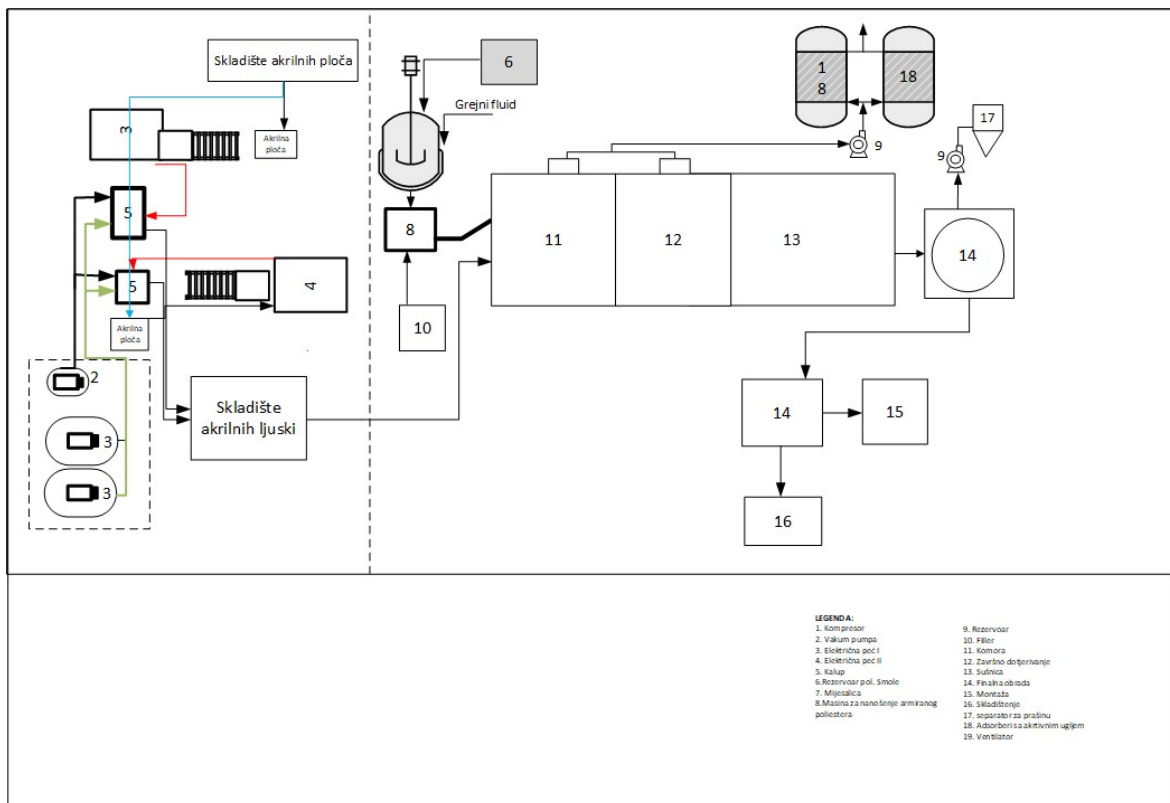 Skladište akrilnih ploča
3
Akrilna
ploča
5
5
4
Akrilna
ploča
2
3
3
Skladište
akrilnih ljuski
6
Grejni fluid
8
10
11
12
13
9
1
8
18
9
17
14
14
15
16
LEGENDA:
1. Kompresor
2. Vakum pumpa
3. Električna peć I
4. Električna peć II
5. Kalup
6.Rezervoar pol. Smole
7. Mijesalica
8.Masina za nanošenje armiranog
poliestera
9. Rezervoar
10. Filler
11. Komora
12. Završno dotjerivanje
13. Sušnica
14. Finalna obrada
15. Montaža
16. Skladištenje
17. separator za prašinu
18. Adsorberi sa akrtivnim ugljem
19. Ventilator